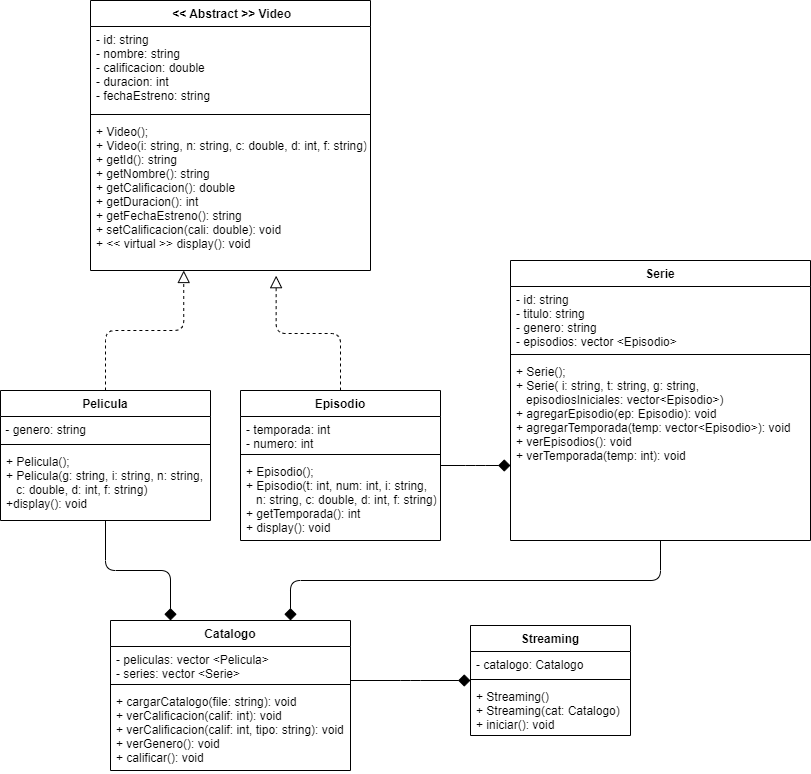 << Abstract >> Video
- id: string
- nombre: string
- calificacion: double
- duracion: int
- fechaEstreno: string
+ Video();
+ Video(i: string, n: string, c: double, d: int, f: string)
+ getId(): string
+ getNombre(): string
+ getCalificacion(): double
+ getDuracion(): int
+ getFechaEstreno(): string
+ setCalificacion(cali: double): void
+ << virtual >> display(): void
Serie
- id: string
- titulo: string
- genero: string
- episodios: vector <Episodio>
+ Serie();
+ Serie( i: string, t: string, g: string,
episodiosIniciales: vector<Episodio>)
+ agregarEpisodio(ep: Episodio): void
+ agregarTemporada(temp: vector<Episodio>): void
+ verEpisodios(): void
+ verTemporada(temp: int): void
Pelicula
- genero: string
+ Pelicula();
+ Pelicula(g: string, i: string, n: string,
c: double, d: int, f: string)
+display(): void
Episodio
- temporada: int
- numero: int
+ Episodio();
+ Episodio(t: int, num: int, i: string,
n: string, c: double, d: int, f: string)
+ getTemporada(): int
+ display(): void
Catalogo
- peliculas: vector <Pelicula>
- series: vector <Serie>
+ cargarCatalogo(file: string): void
+ verCalificacion(calif: int): void
+ verCalificacion(calif: int, tipo: string): void
+ verGenero(): void
+ calificar(): void
Streaming
- catalogo: Catalogo
+ Streaming()
+ Streaming(cat: Catalogo)
+ iniciar(): void